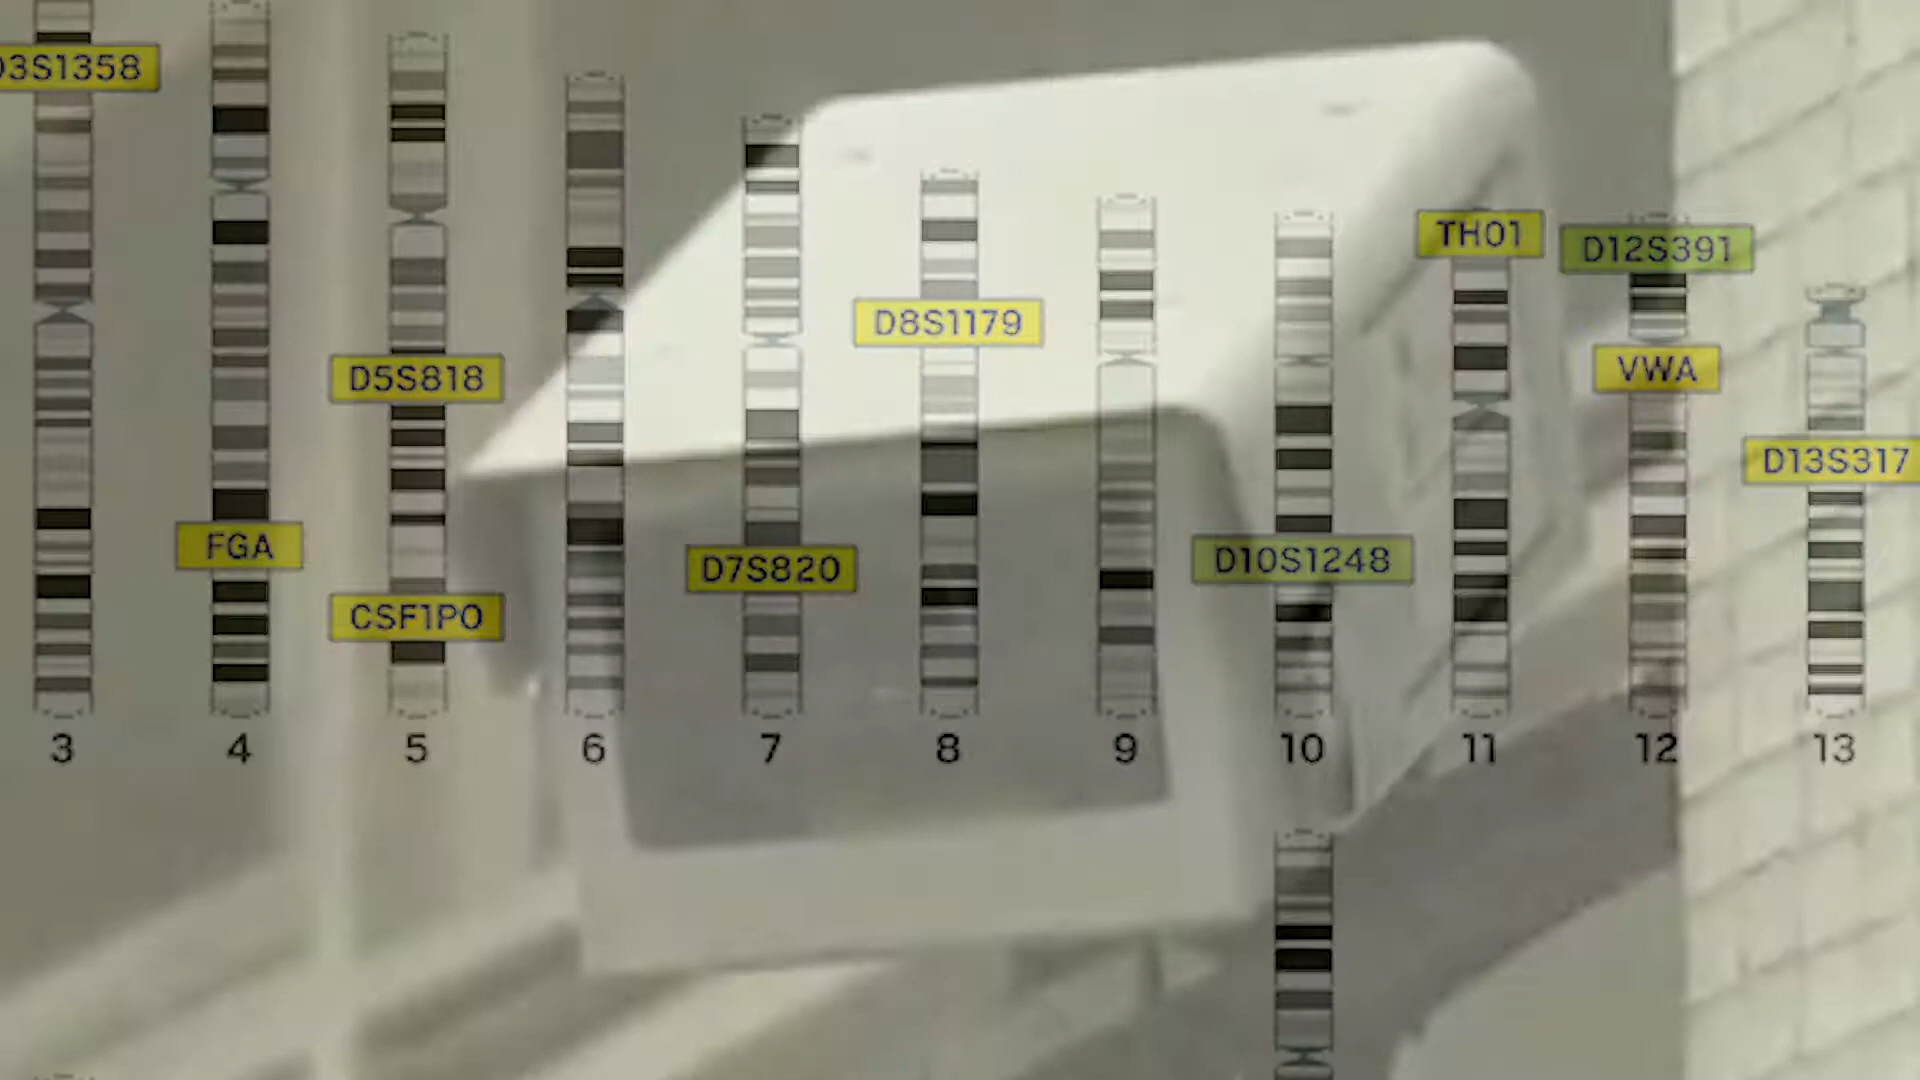 D3S1358
TH01
D12S391
D8S1179
VWA
D5S818
D13S317
FGA
D7S820
D10S1248
CSF1PO
3 4 5 6 7 8 9 10 11 12 13